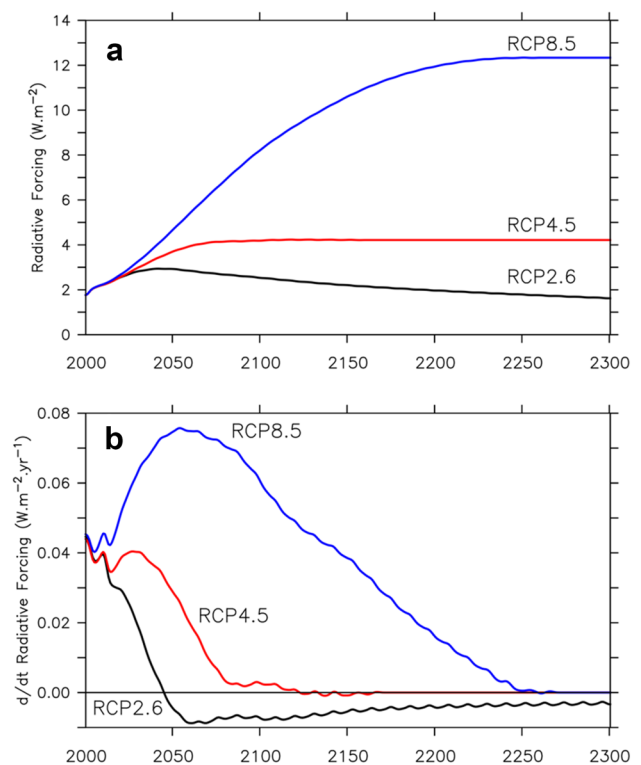 a
14
12
10
8
6
4
2
0
Radiative Forcing (W.m−2)
RCP8.5
RCP4.5
RCP2.6
2000 2050 2100 2150 2200 2250 2300
b
0.08
0.06
0.04
0.02
0.00
d/dt Radiative Forcing (W.m−2.yr−1)
RCP8.5
RCP4.5
RCP2.6
2000 2050 2100 2150 2200 2250 2300